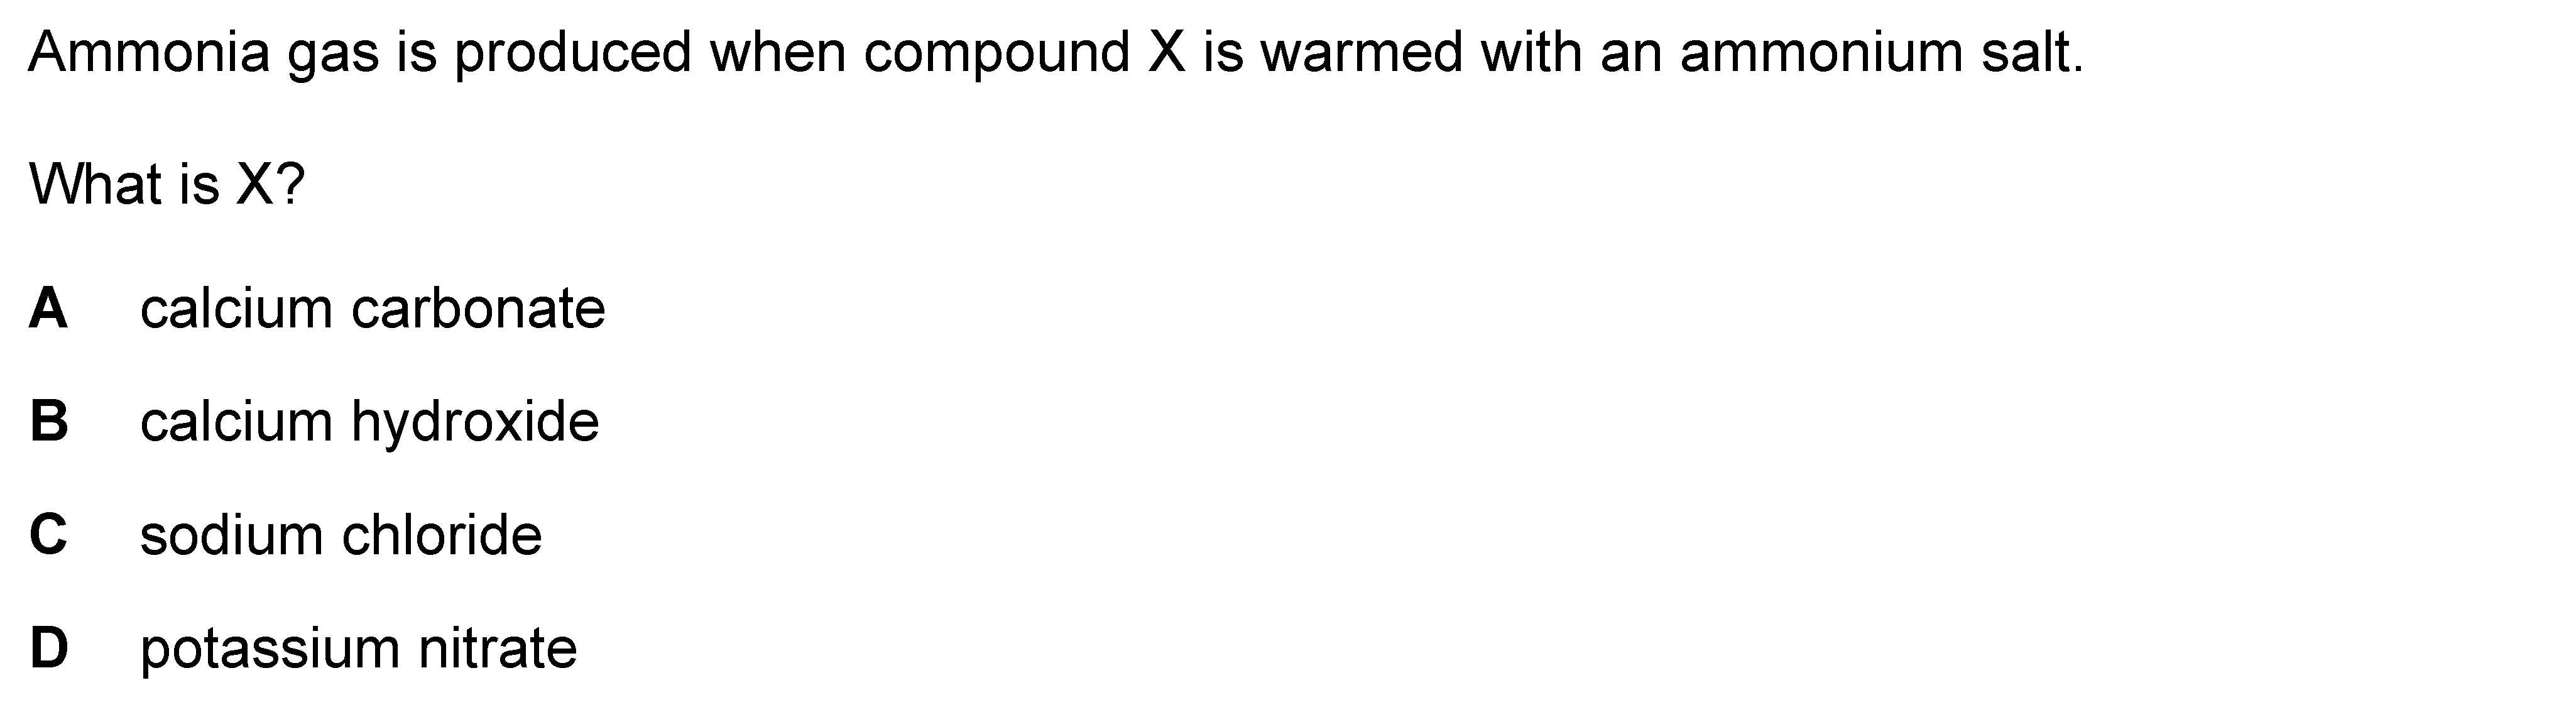 Ammonia gas is produced when compound X is warmed with an ammonium salt.
What is X?
A calcium carbonate
B calcium hydroxide
C sodium chloride
D potassium nitrate